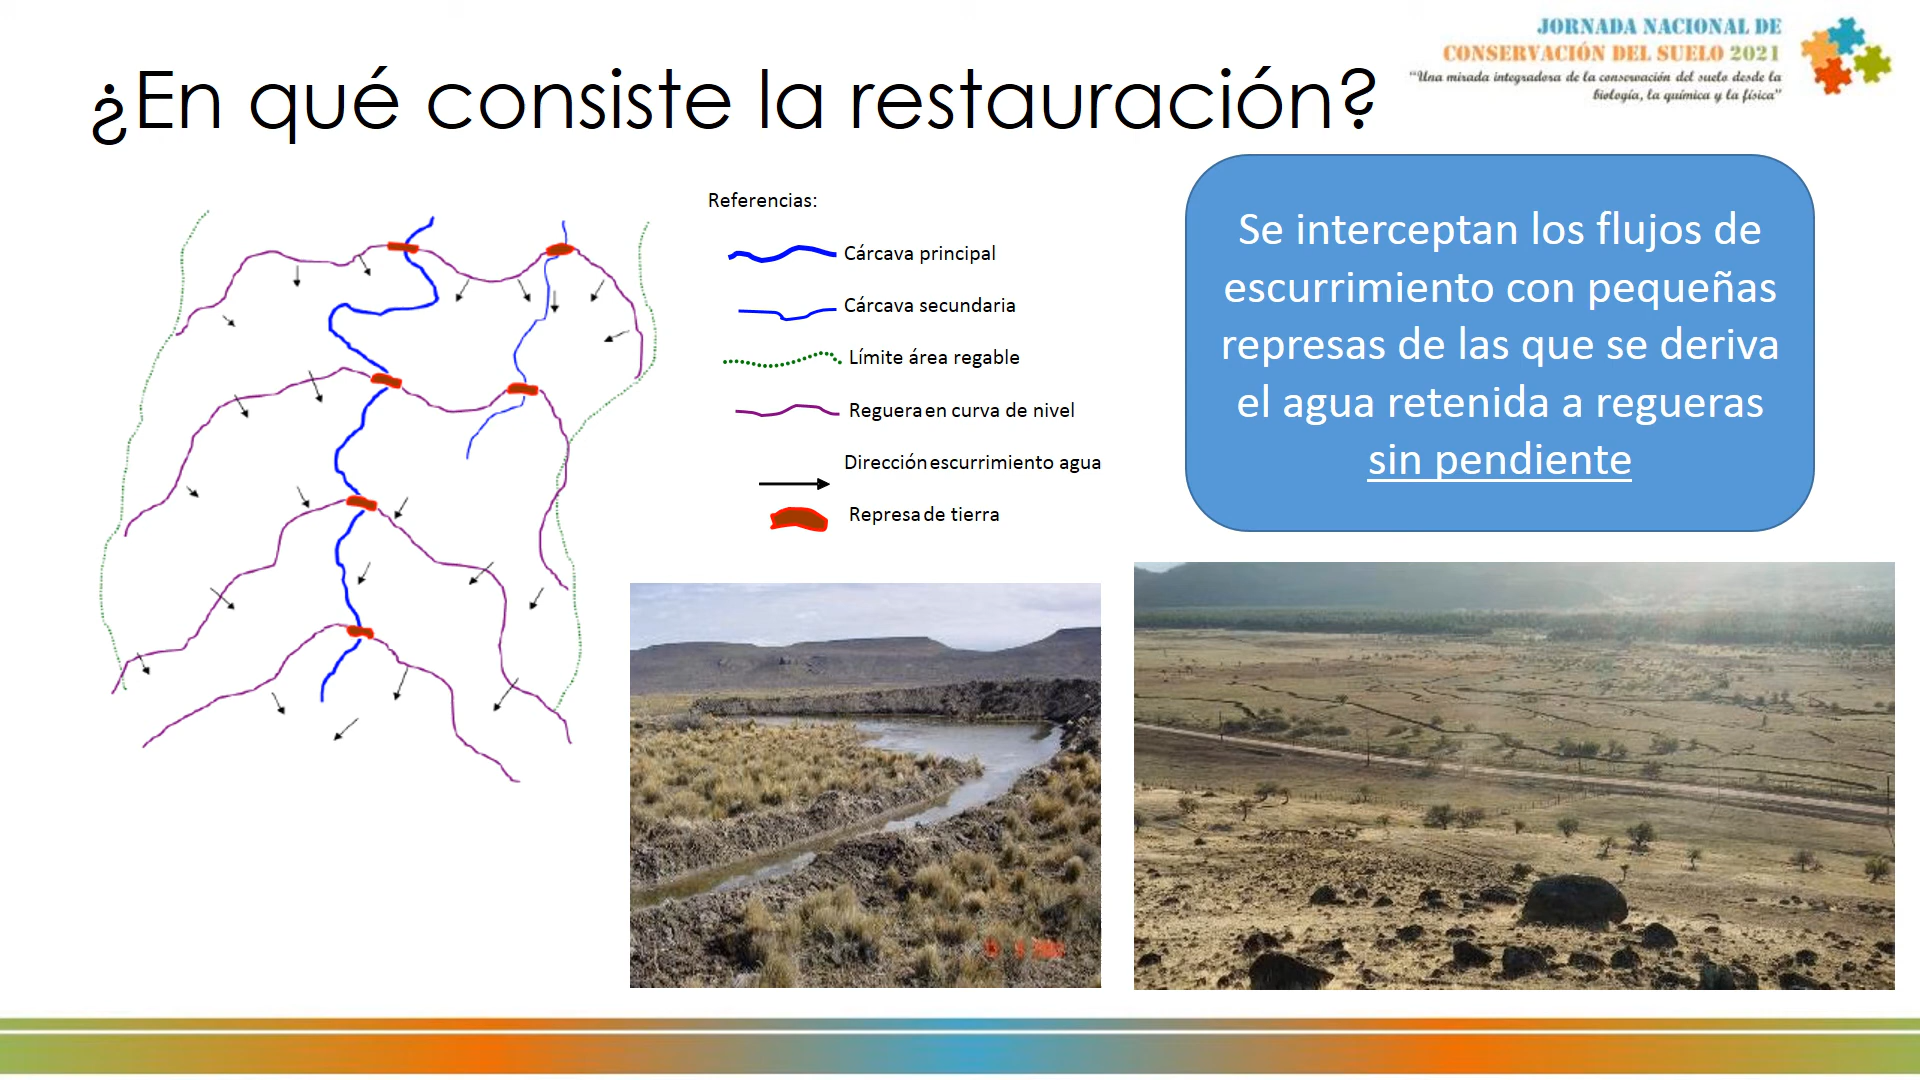 JORNADA NACIONAL DE
CONSERVACIÓN DEL SUELO 2021
"Una mirada integradora de la conservación del suelo desde la
biología, la química y la física"
¿En qué consiste la restauración?
Referencias:
Cárcava principal
Cárcava secundaria
Límite área regable
Reguera en curva de nivel
Dirección escurrimiento agua
Represa de tierra
Se interceptan los flujos de
escurrimiento con pequeñas
represas de las que se deriva
el agua retenida a regueras
sin pendiente